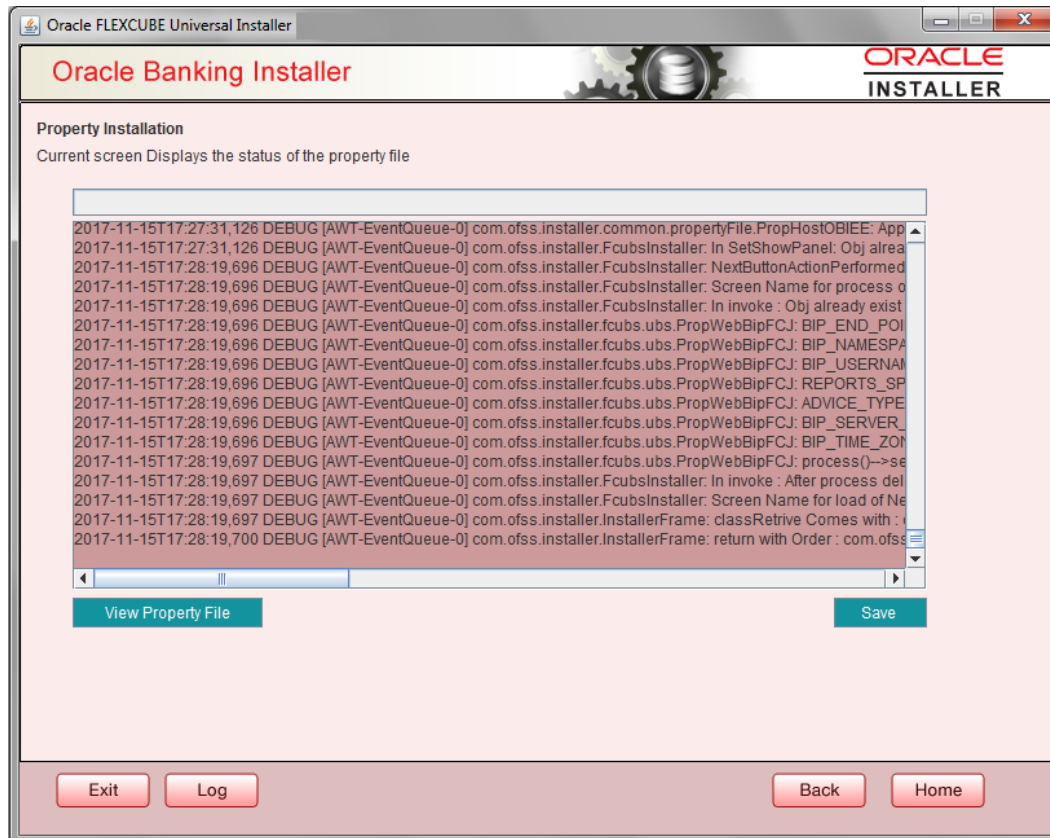 Oracle FLEXCUBE Universal Installer
Oracle Banking Installer
ORACLE
INSTALLER
Property Installation
Current screen Displays the status of the property file
2017-11-15T17:27:31,126 DEBUG [AWT-EventQueue-0] com.ofss.installer.common.propertyFile.PropHostOBIEE: App
2017-11-15T17:27:31,126 DEBUG [AWT-EventQueue-0] com.ofss.installer.FcubsInstaller: In SetShowPanel: Obj alrea
2017-11-15T17:28:19,696 DEBUG [AWT-EventQueue-0] com.ofss.installer.FcubsInstaller: NextButtonActionPerformed
2017-11-15T17:28:19,696 DEBUG [AWT-EventQueue-0] com.ofss.installer.FcubsInstaller: Screen Name for process o
2017-11-15T17:28:19,696 DEBUG [AWT-EventQueue-0] com.ofss.installer.FcubsInstaller: In invoke : Obj already exist
2017-11-15T17:28:19,696 DEBUG [AWT-EventQueue-0] com.ofss.installer.fcubs.ubs.PropWebBipFCJ: BIP_END_POI
2017-11-15T17:28:19,696 DEBUG [AWT-EventQueue-0] com.ofss.installer.fcubs.ubs.PropWebBipFCJ: BIP_NAMESPA
2017-11-15T17:28:19,696 DEBUG [AWT-EventQueue-0] com.ofss.installer.fcubs.ubs.PropWebBipFCJ: BIP_USERNAM
2017-11-15T17:28:19,696 DEBUG [AWT-EventQueue-0] com.ofss.installer.fcubs.ubs.PropWebBipFCJ: REPORTS_SP
2017-11-15T17:28:19,696 DEBUG [AWT-EventQueue-0] com.ofss.installer.fcubs.ubs.PropWebBipFCJ: ADVICE_TYPE
2017-11-15T17:28:19,696 DEBUG [AWT-EventQueue-0] com.ofss.installer.fcubs.ubs.PropWebBipFCJ: BIP_SERVER_
2017-11-15T17:28:19,696 DEBUG [AWT-EventQueue-0] com.ofss.installer.fcubs.ubs.PropWebBipFCJ: BIP_TIME_ZON
2017-11-15T17:28:19,697 DEBUG [AWT-EventQueue-0] com.ofss.installer.fcubs.ubs.PropWebBipFCJ: process()-->se
2017-11-15T17:28:19,697 DEBUG [AWT-EventQueue-0] com.ofss.installer.FcubsInstaller: In invoke : After process del
2017-11-15T17:28:19,697 DEBUG [AWT-EventQueue-0] com.ofss.installer.FcubsInstaller: Screen Name for load of Ne
2017-11-15T17:28:19,697 DEBUG [AWT-EventQueue-0] com.ofss.installer.InstallerFrame: classRetrive Comes with :
2017-11-15T17:28:19,700 DEBUG [AWT-EventQueue-0] com.ofss.installer.InstallerFrame: return with Order : com.ofss
View Property File
Save
Exit
Log
Back
Home